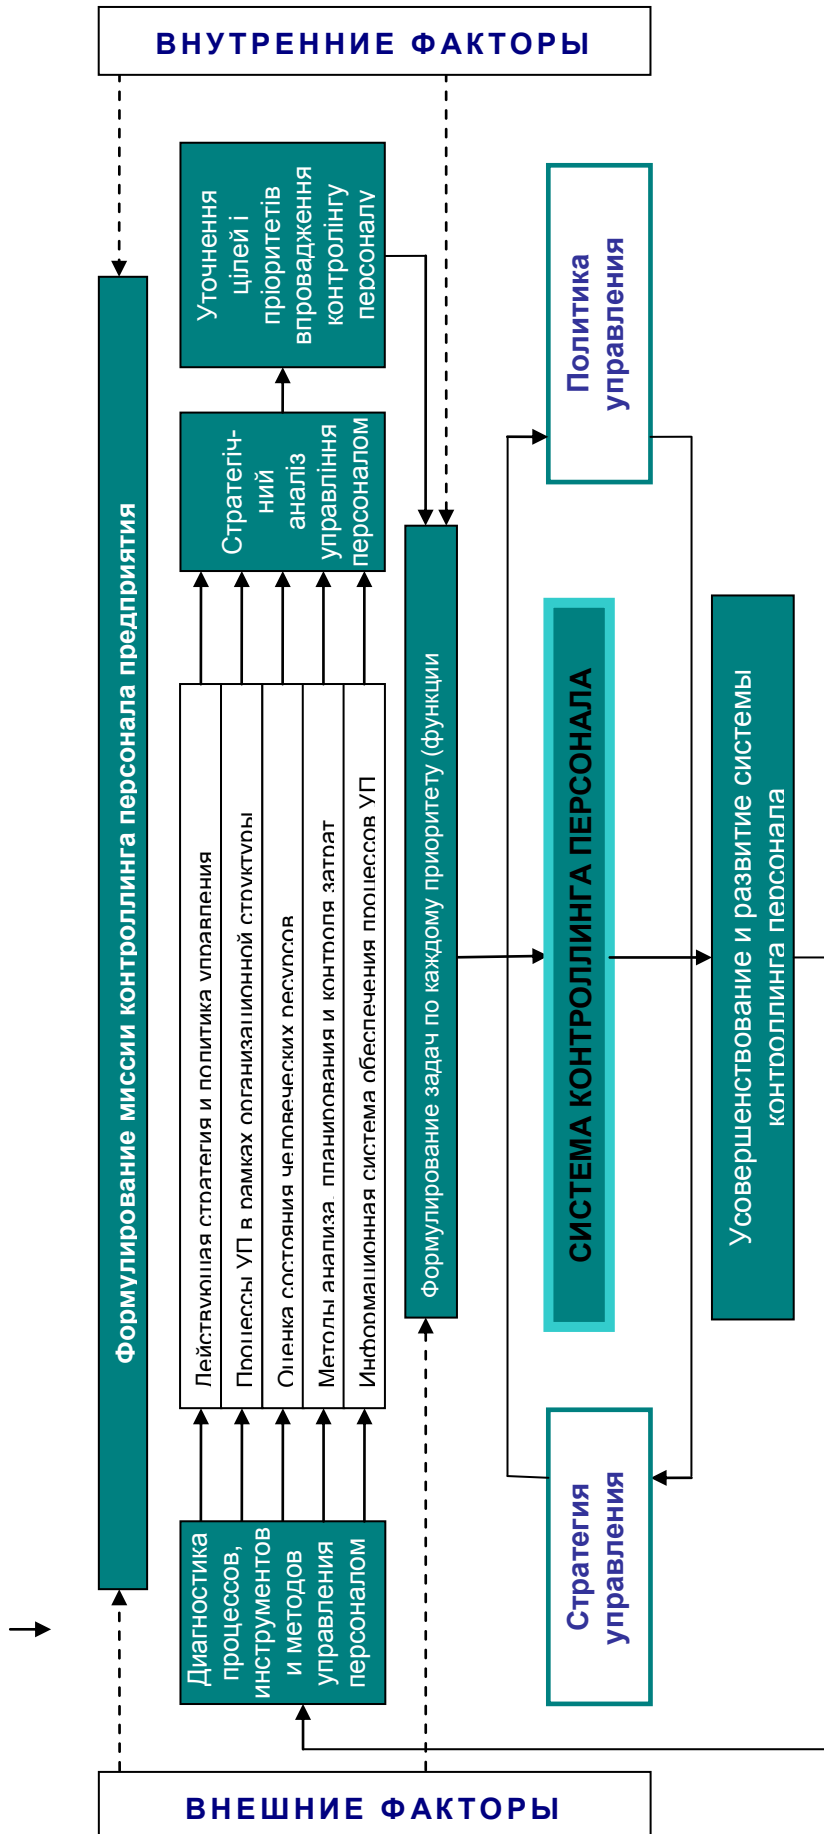 ВНУТРЕННИЕ ФАКТОРЫ
Формулирование миссии контроллинга персонала предприятия
Диагностика
процессов,
инструментов
и методов
управления
персоналом
Действующая стратегия и политика управления
Процессы УП в рамках организационной структуры
Оценка состояния человеческих ресурсов
Методы анализа, планирования и контроля затрат
Информационная система обеспечения процессов УП
Стратегіч-
ний
аналіз
управління
персоналом
Уточнення
цілей і
пріоритетів
впровадження
контролінгу
персоналу
Формулирование задач по каждому приоритету (функции
Стратегия
управления
СИСТЕМА КОНТРОЛЛИНГА ПЕРСОНАЛА
Политика
управления
Усовершенствование и развитие системы
контроллинга персонала
ВНЕШНИЕ ФАКТОРЫ